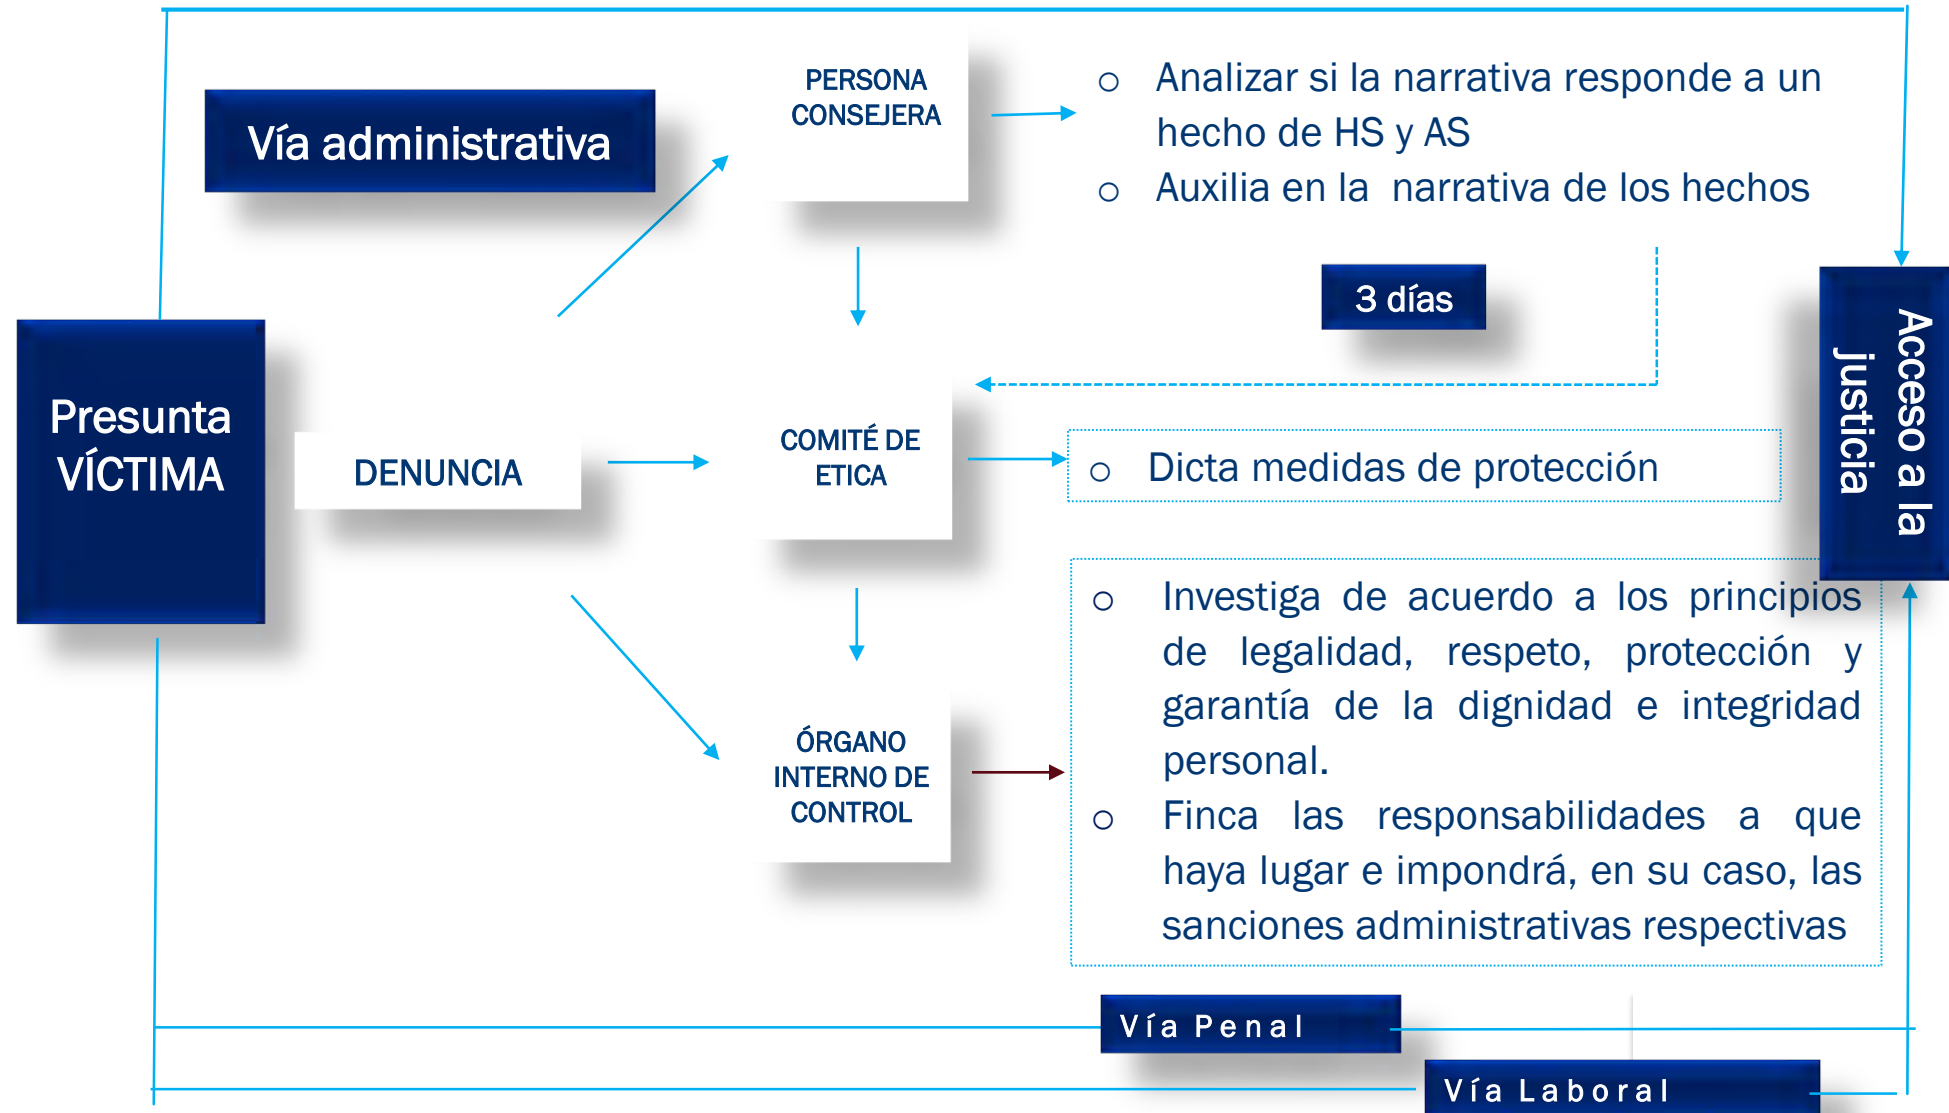 Vía administrativa
PERSONA
CONSEJERA
o Analizar si la narrativa responde a un
hecho de HS y AS
o Auxilia en la narrativa de los hechos
3 días
Acceso a la
justicia
Presunta
VÍCTIMA
DENUNCIA
COMITÉ DE
ETICA
o Dicta medidas de protección
ÓRGANO
INTERNO DE
CONTROL
o Investiga de acuerdo a los principios
de legalidad, respeto, protección y
garantía de la dignidad e integridad
personal.
o Finca las responsabilidades a que
haya lugar e impondrá, en su caso, las
sanciones administrativas respectivas
Vía Penal
Vía Laboral